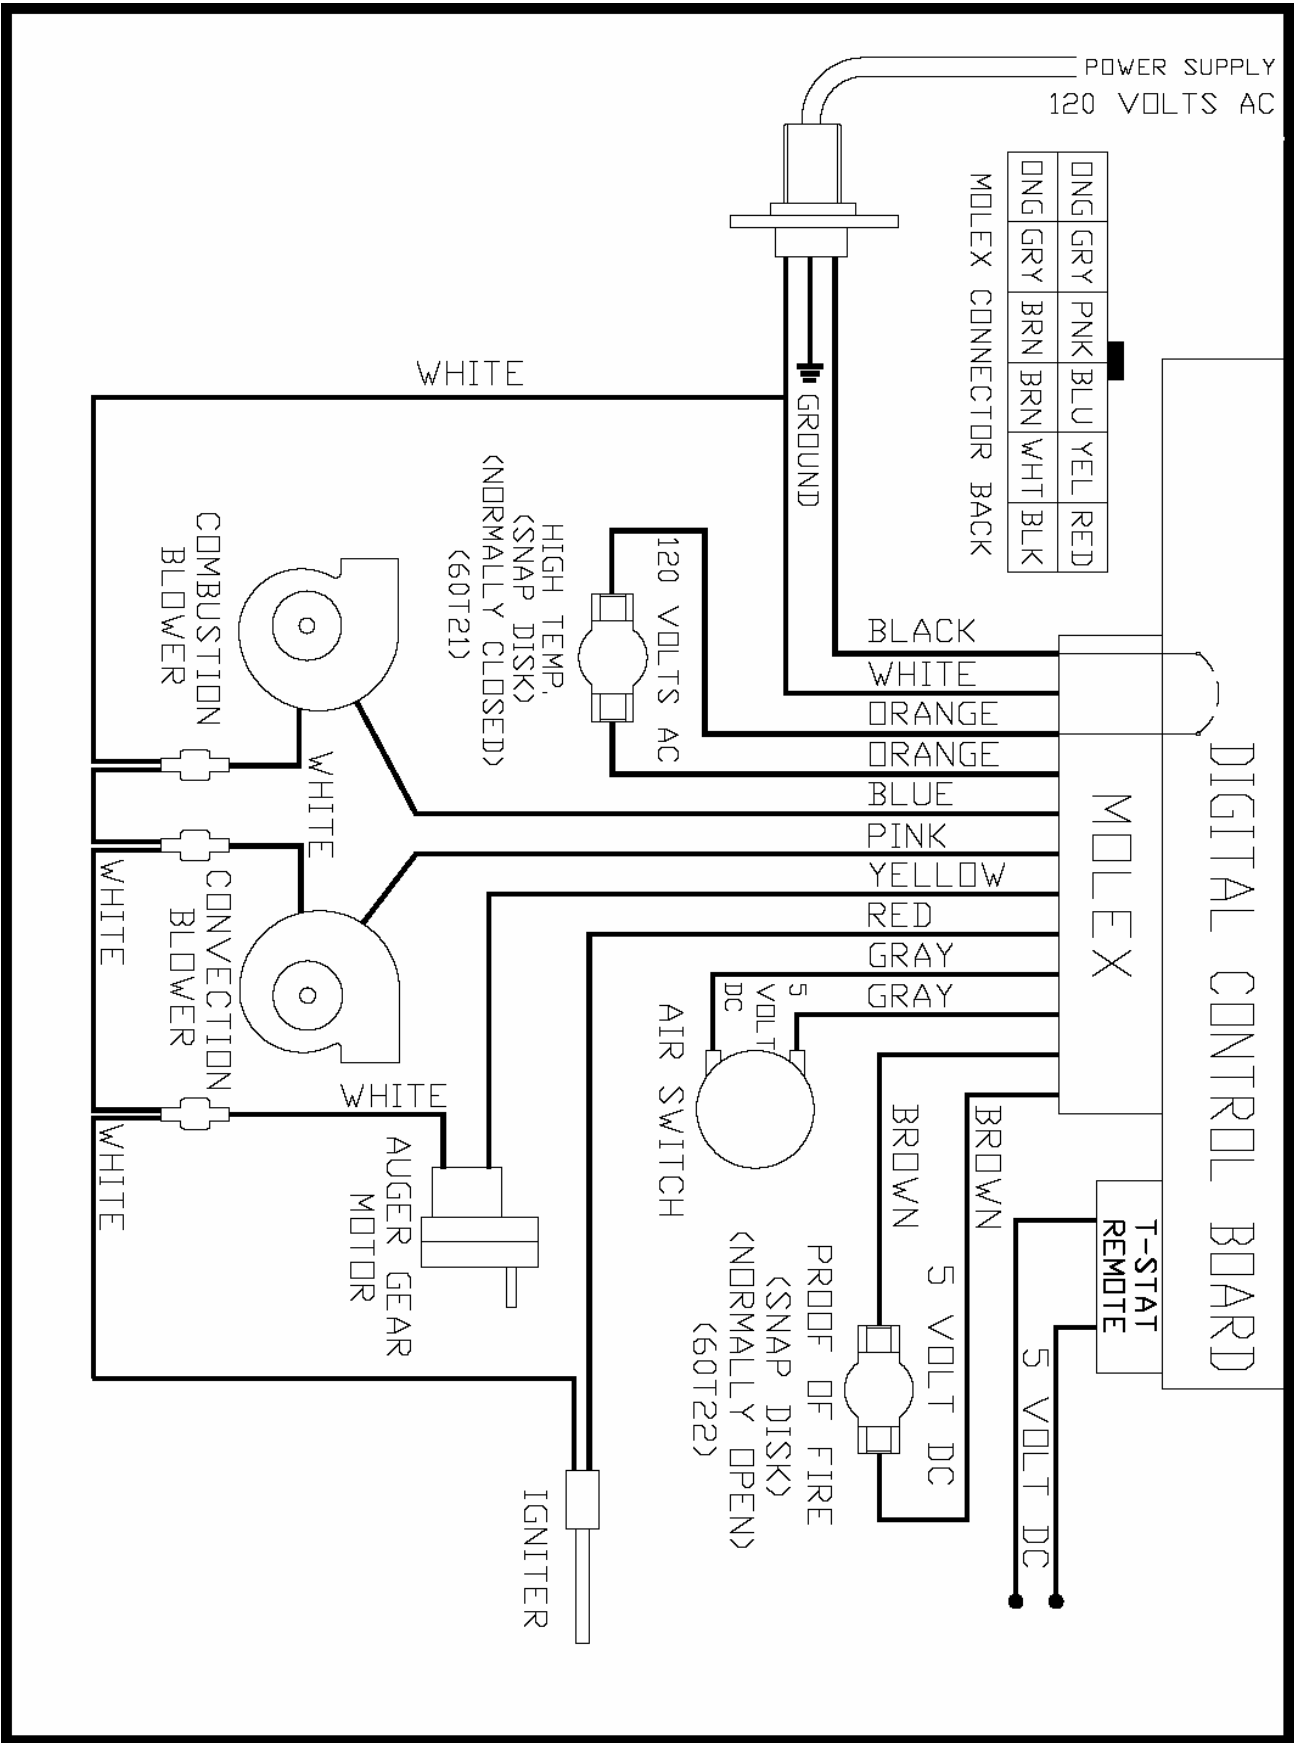 POWER SUPPLY
120 VOLTS AC
ONG GRY PNK BLU YEL RED
ONG GRY BRN BRN WHT BLK
MOLEX CONNECTOR BACK
WHITE
GROUND
120 VOLTS AC
HIGH TEMP.
(SNAP DISK)
(NORMALLY CLOSED)
(60T21)
COMBUSTION
BLOWER
BLACK
WHITE
ORANGE
ORANGE
BLUE
PINK
YELLOW
RED
GRAY
GRAY
MOLEX
DIGITAL CONTROL BOARD
WHITE
WHITE
CONVECTION
BLOWER
5
VOLT
DC
AIR SWITCH
WHITE
WHITE
AUGER GEAR
MOTOR
BROWN
BROWN
T-STAT
REMOTE
5 VOLT DC
5 VOLT DC
PROOF OF FIRE
(SNAP DISK)
(NORMALLY OPEN)
(60T22)
IGNITER